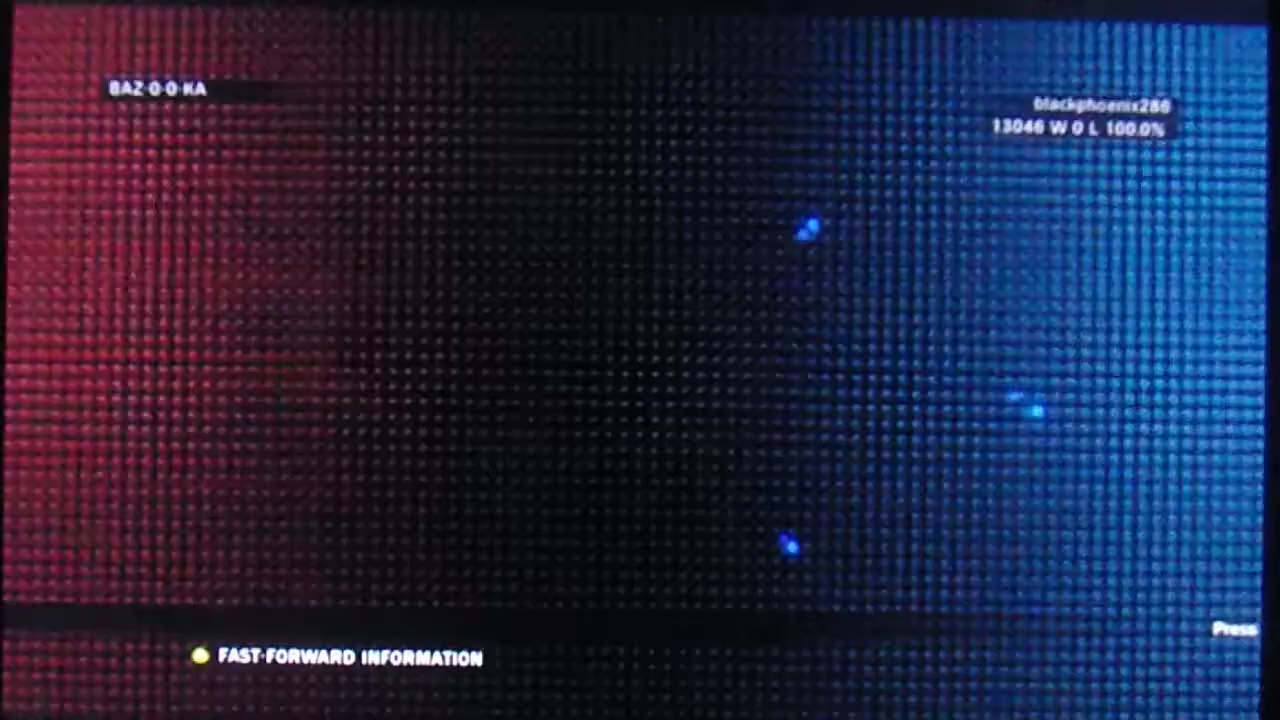 BAZ-O-O-KA
blackphoenix286
13046 W 0 L 100.0%
Press
FAST-FORWARD INFORMATION